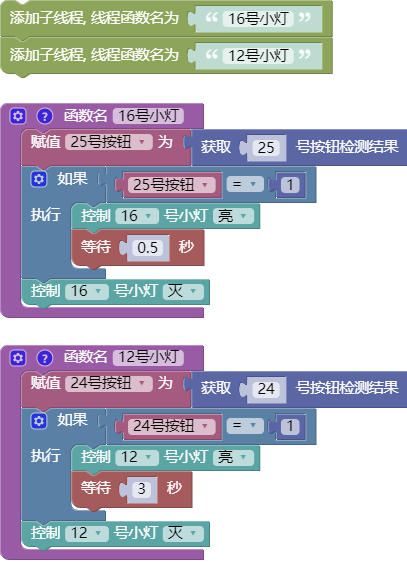 添加子线程, 线程函数名为 “ 16号小灯 ”
添加子线程, 线程函数名为 “ 12号小灯 ”
? 函数名 16号小灯
赋值 25号按钮 为 获取 25 号按钮检测结果
如果 25号按钮 = 1
执行 控制 16 号小灯 亮
等待 0.5 秒
控制 16 号小灯 灭
? 函数名 12号小灯
赋值 24号按钮 为 获取 24 号按钮检测结果
如果 24号按钮 = 1
执行 控制 12 号小灯 亮
等待 3 秒
控制 12 号小灯 灭